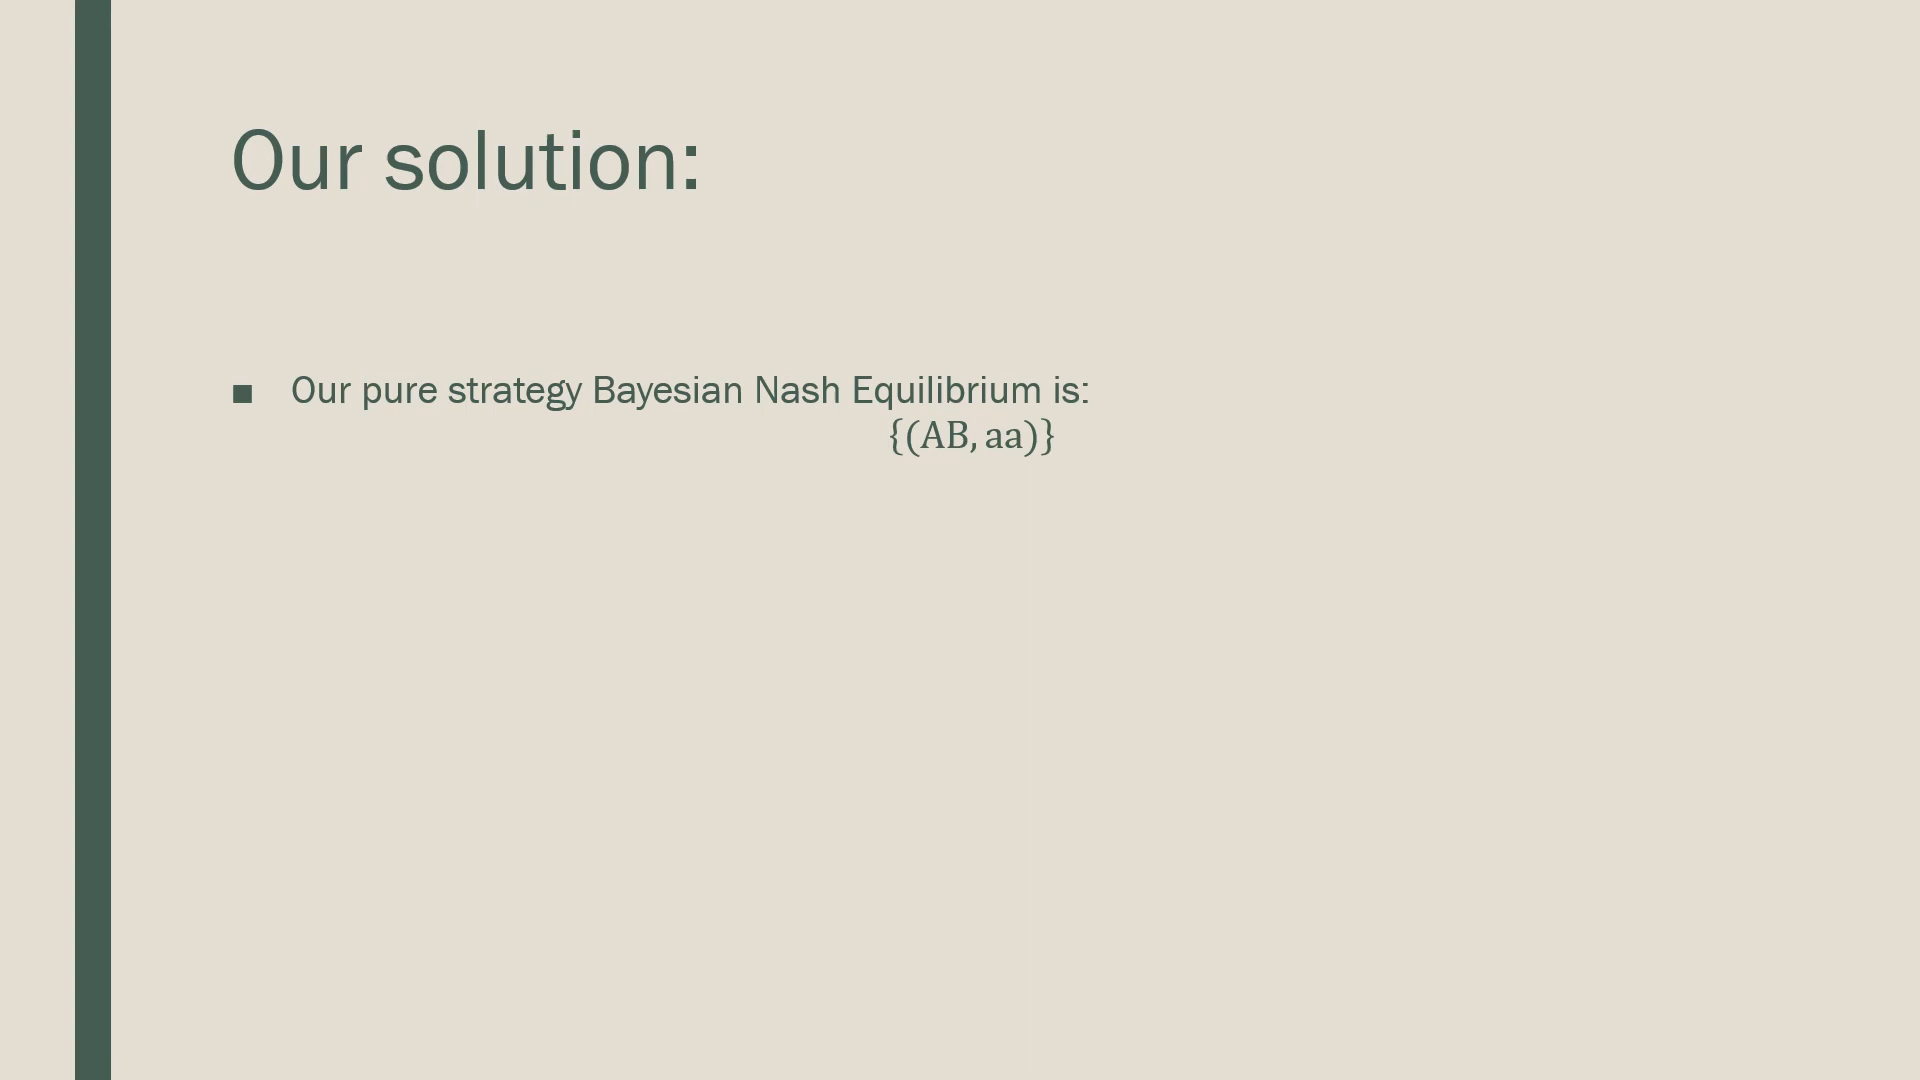 Our solution:
■ Our pure strategy Bayesian Nash Equilibrium is:
{(AB, aa)}